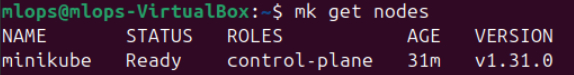 mlops@mlops-VirtualBox:~$ mk get nodes
NAME       STATUS   ROLES           AGE   VERSION
minikube   Ready    control-plane   31m   v1.31.0